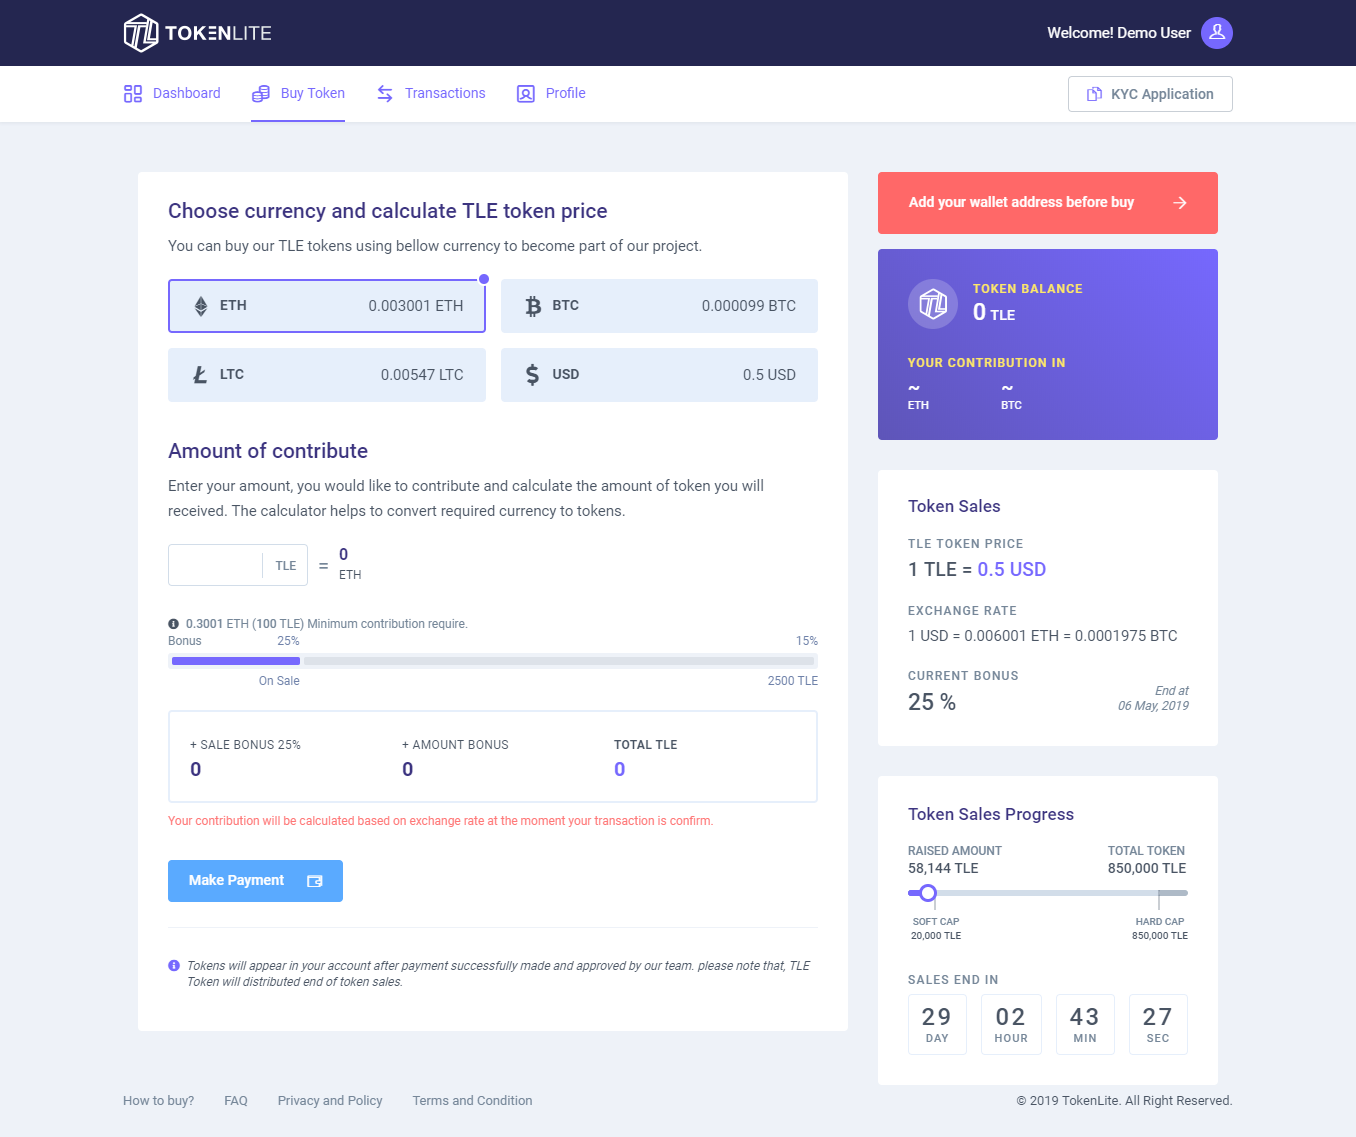 TOKENLITE
Welcome! Demo User
Dashboard
Buy Token
Transactions
Profile
KYC Application
Choose currency and calculate TLE token price
You can buy our TLE tokens using bellow currency to become part of our project.
ETH 0.003001 ETH
BTC 0.000099 BTC
LTC 0.00547 LTC
USD 0.5 USD
Amount of contribute
Enter your amount, you would like to contribute and calculate the amount of token you will
received. The calculator helps to convert required currency to tokens.
TLE = 0
ETH
0.3001 ETH (100 TLE) Minimum contribution require.
Bonus 25% 15%
On Sale 2500 TLE
+ SALE BONUS 25%
0
+ AMOUNT BONUS
0
TOTAL TLE
0
Your contribution will be calculated based on exchange rate at the moment your transaction is confirm.
Make Payment
Tokens will appear in your account after payment successfully made and approved by our team. please note that, TLE
Token will distributed end of token sales.
Add your wallet address before buy
TOKEN BALANCE
0 TLE
YOUR CONTRIBUTION IN
~ ~
ETH BTC
Token Sales
TLE TOKEN PRICE
1 TLE = 0.5 USD
EXCHANGE RATE
1 USD = 0.006001 ETH = 0.0001975 BTC
CURRENT BONUS
25 %
End at
06 May, 2019
Token Sales Progress
RAISED AMOUNT
58,144 TLE
TOTAL TOKEN
850,000 TLE
SOFT CAP
20,000 TLE
HARD CAP
850,000 TLE
SALES END IN
29 02 43 27
DAY HOUR MIN SEC
How to buy?
FAQ
Privacy and Policy
Terms and Condition
© 2019 TokenLite. All Right Reserved.